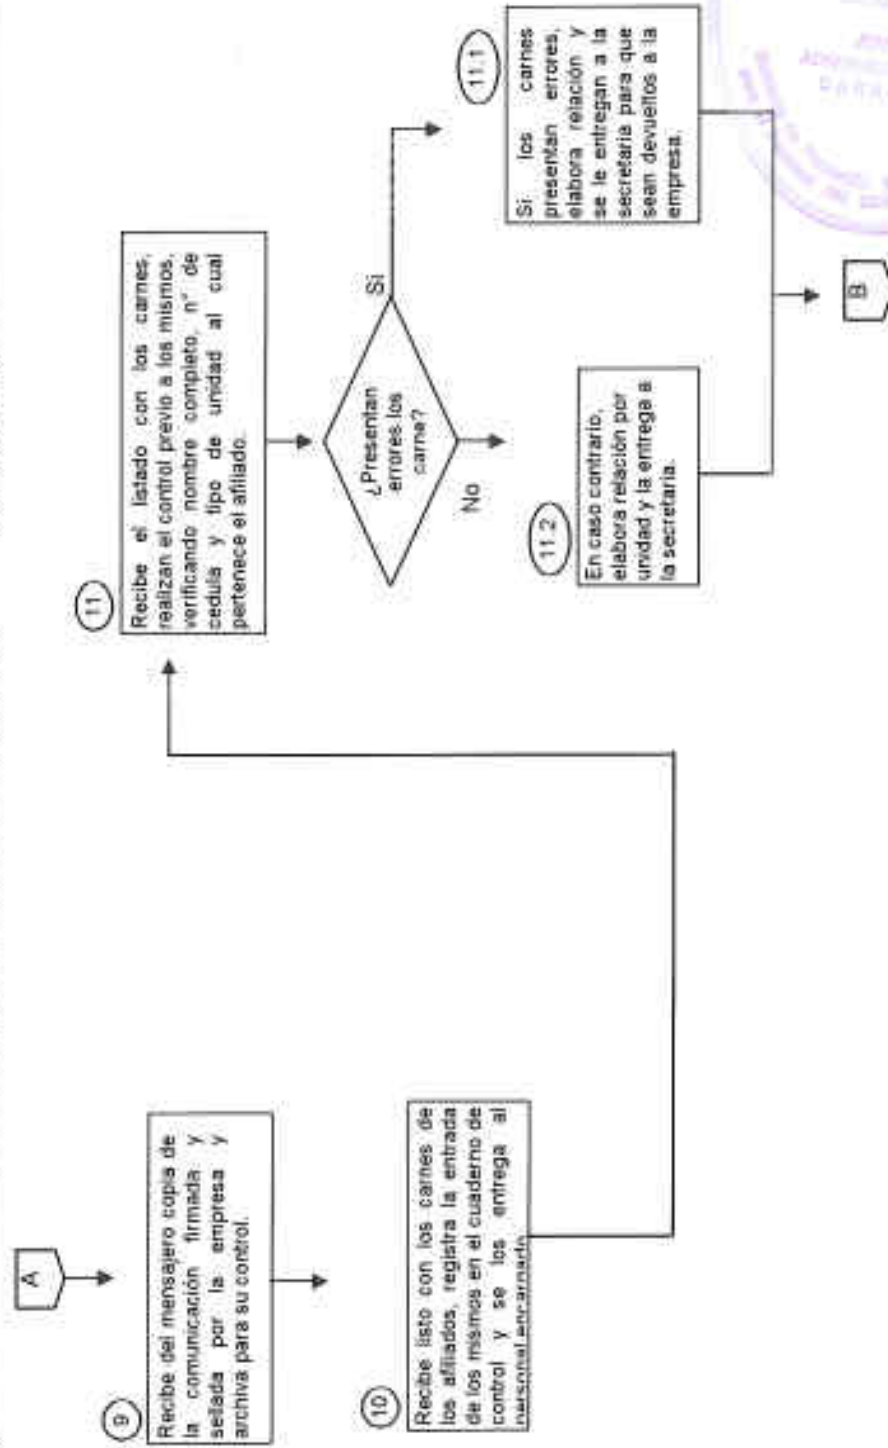 A
9
Recibe del mensajero copia de
la comunicación firmada y
sellada por la empresa y
archiva para su control.
10
Recibe listo con los carnes de
los afiliados, registra la entrada
de los mismos en el cuaderno de
control y se los entrega al
personal encargado
11
Recibe el listado con los carnes,
realizan el control previo a los mismos,
verificando nombre completo, n° de
cedula y tipo de unidad al cual
pertenece el afiliado.
¿Presentan
errores los
carne?
Si
No
11.1
Si los carnes
presentan errores,
elabora relación y
se le entregan a la
secretaria para que
sean devueltos a la
empresa.
11.2
En caso contrario,
elabora relación por
unidad y la entrega a
la secretaria.
B